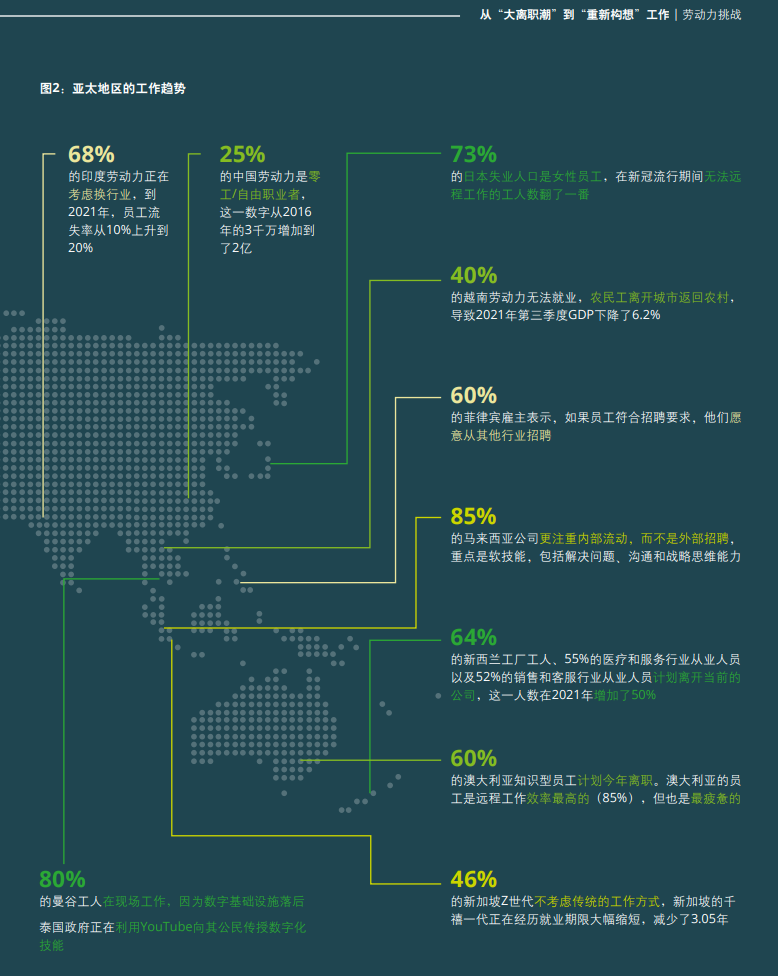 从“大离职潮”到“重新构想”工作 | 劳动力挑战
图2：亚太地区的工作趋势
68%
的印度劳动力正在
考虑换行业，到
2021年，员工流
失率从10%上升到
20%
25%
的中国劳动力是零
工/自由职业者，
这一数字从2016
年的3千万增加到
了2亿
73%
的日本失业人口是女性员工，在新冠流行期间无法远
程工作的工人数翻了一番
40%
的越南劳动力无法就业，农民工离开城市返回农村，
导致2021年第三季度GDP下降了6.2%
60%
的菲律宾雇主表示，如果员工符合招聘要求，他们愿
意从其他行业招聘
85%
的马来西亚公司更注重内部流动，而不是外部招聘，
重点是软技能，包括解决问题、沟通和战略思维能力
64%
的新西兰工厂工人、55%的医疗和服务行业从业人员
以及52%的销售和客服行业从业人员计划离开当前的
公司，这一人数在2021年增加了50%
60%
的澳大利亚知识型员工计划今年离职。澳大利亚的员
工是远程工作效率最高的（85%），但也是最疲惫的
46%
的新加坡Z世代不考虑传统的工作方式，新加坡的千
禧一代正在经历就业期限大幅缩短，减少了3.05年
80%
的曼谷工人在现场工作，因为数字基础设施落后
泰国政府正在利用YouTube向其公民传授数字化
技能